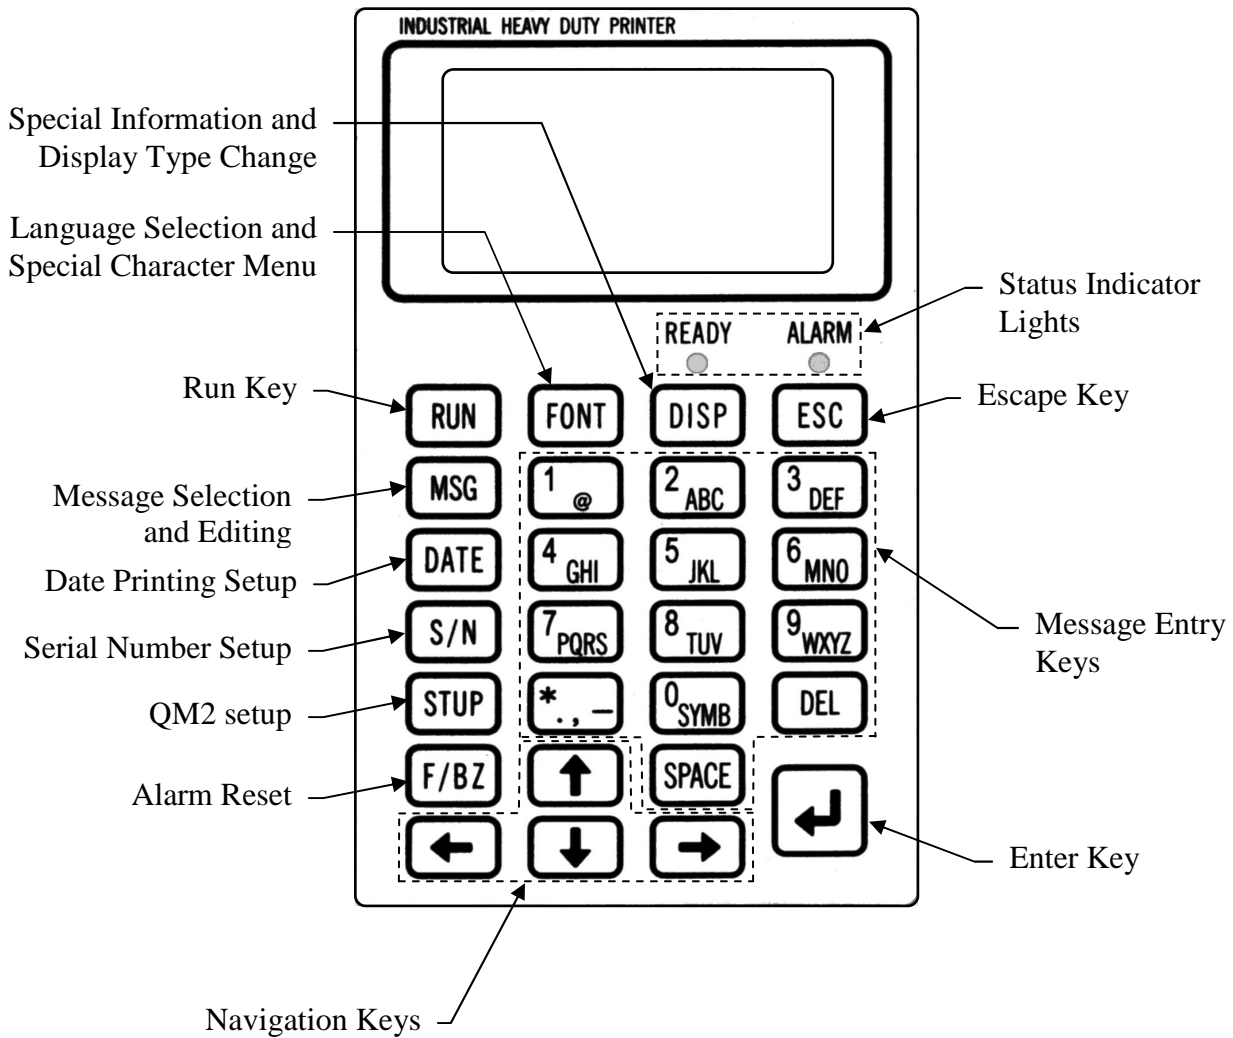 INDUSTRIAL HEAVY DUTY PRINTER
Special Information and
Display Type Change
Language Selection and
Special Character Menu
Status Indicator
Lights
READY ALARM
Run Key
Escape Key
RUN FONT DISP ESC
Message Selection
and Editing
MSG 1 @ 2 ABC 3 DEF
Date Printing Setup
DATE 4 GHI 5 JKL 6 MNO
Serial Number Setup
S/N 7 PQRS 8 TUV 9 WXYZ
Message Entry
Keys
QM2 setup
STUP * . , – 0 SYMB DEL
Alarm Reset
F/BZ SPACE
Enter Key
Navigation Keys